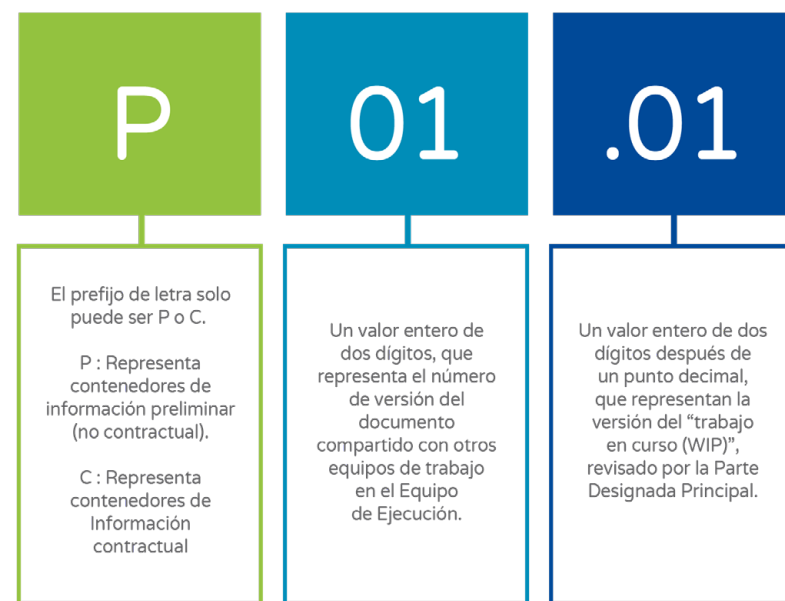 P
01
.01
El prefijo de letra solo
puede ser P o C.
P : Representa
contenedores de
información preliminar
(no contractual).
C : Representa
contenedores de
Información
contractual
Un valor entero de
dos dígitos, que
representa el número
de versión del
documento
compartido con otros
equipos de trabajo
en el Equipo
de Ejecución.
Un valor entero de dos
dígitos después de
un punto decimal,
que representan la
versión del “trabajo
en curso (WIP)”,
revisado por la Parte
Designada Principal.